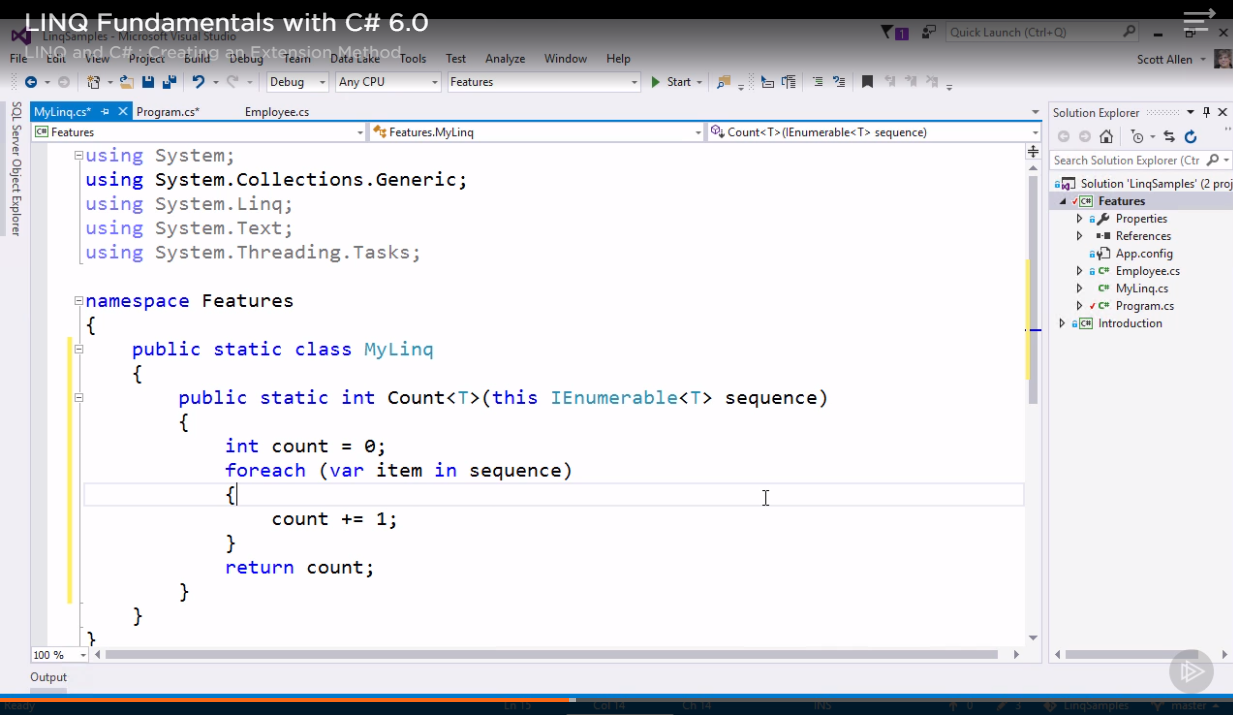 LINQ Fundamentals with C# 6.0
LinqSamples - Microsoft Visual Studio
LINQ and C# : Creating an Extension Method
1
Quick Launch (Ctrl+Q)
File Edit View Project Build Debug Team Data Lake Tools Test Analyze Window Help
Scott Allen
Debug Any CPU Features Start
MyLinq.cs* Program.cs* Employee.cs
Features Features.MyLinq Count<T>(IEnumerable<T> sequence)
SQL Server Object Explorer
using System;
using System.Collections.Generic;
using System.Linq;
using System.Text;
using System.Threading.Tasks;
namespace Features
{
public static class MyLinq
{
public static int Count<T>(this IEnumerable<T> sequence)
{
int count = 0;
foreach (var item in sequence)
{
count += 1;
}
return count;
}
}
}
100 %
Output
Solution Explorer
Search Solution Explorer (Ctr
Solution 'LinqSamples' (2 proj
Features
Properties
References
App.config
Employee.cs
MyLinq.cs
Program.cs
Introduction
Ready Ln 15 Col 14 Ch 14 INS 0 3 LinqSamples master